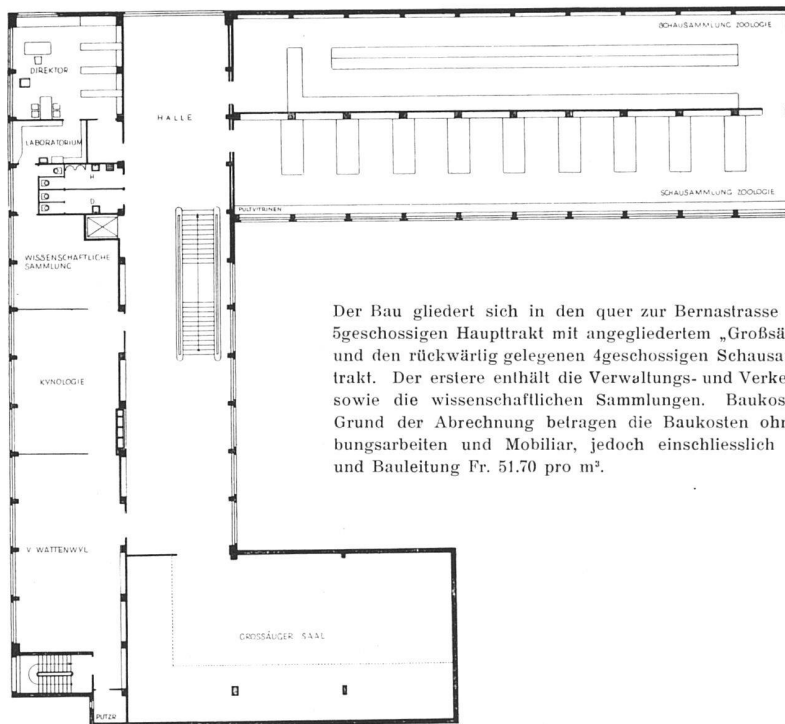 SCHAUSAMMLUNG ZOOLOGIE
DIREKTOR
HALLE
LABORATORIUM
H
D
SCHAUSAMMLUNG ZOOLOGIE
PULTVITRINEN
WISSENSCHAFTLICHE
SAMMLUNG
KYNOLOGIE
V. WATTENWYL
GROSSÄUGER SAAL
PUTZR
Der Bau gliedert sich in den quer zur Bernastrasse
5geschossigen Haupttrakt mit angegliedertem „Großsä
und den rückwärtig gelegenen 4geschossigen Schausa
trakt. Der erstere enthält die Verwaltungs- und Verke
sowie die wissenschaftlichen Sammlungen. Baukos
Grund der Abrechnung betragen die Baukosten ohn
bungsarbeiten und Mobiliar, jedoch einschliesslich
und Bauleitung Fr. 51.70 pro m³.